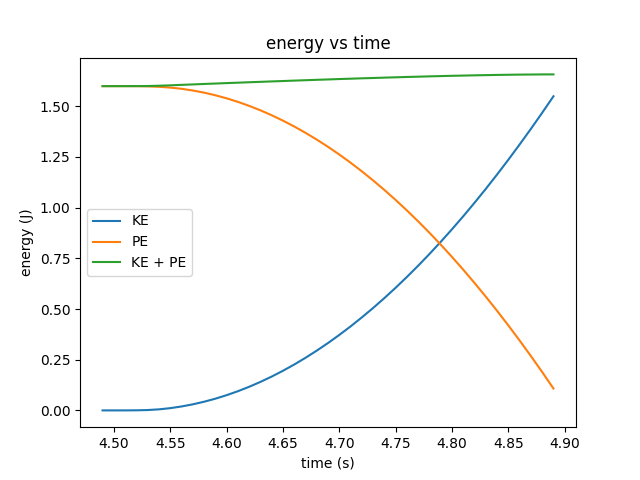 energy vs time
energy (J)
1.50
1.25
1.00
0.75
0.50
0.25
0.00
KE
PE
KE + PE
4.50 4.55 4.60 4.65 4.70 4.75 4.80 4.85 4.90
time (s)